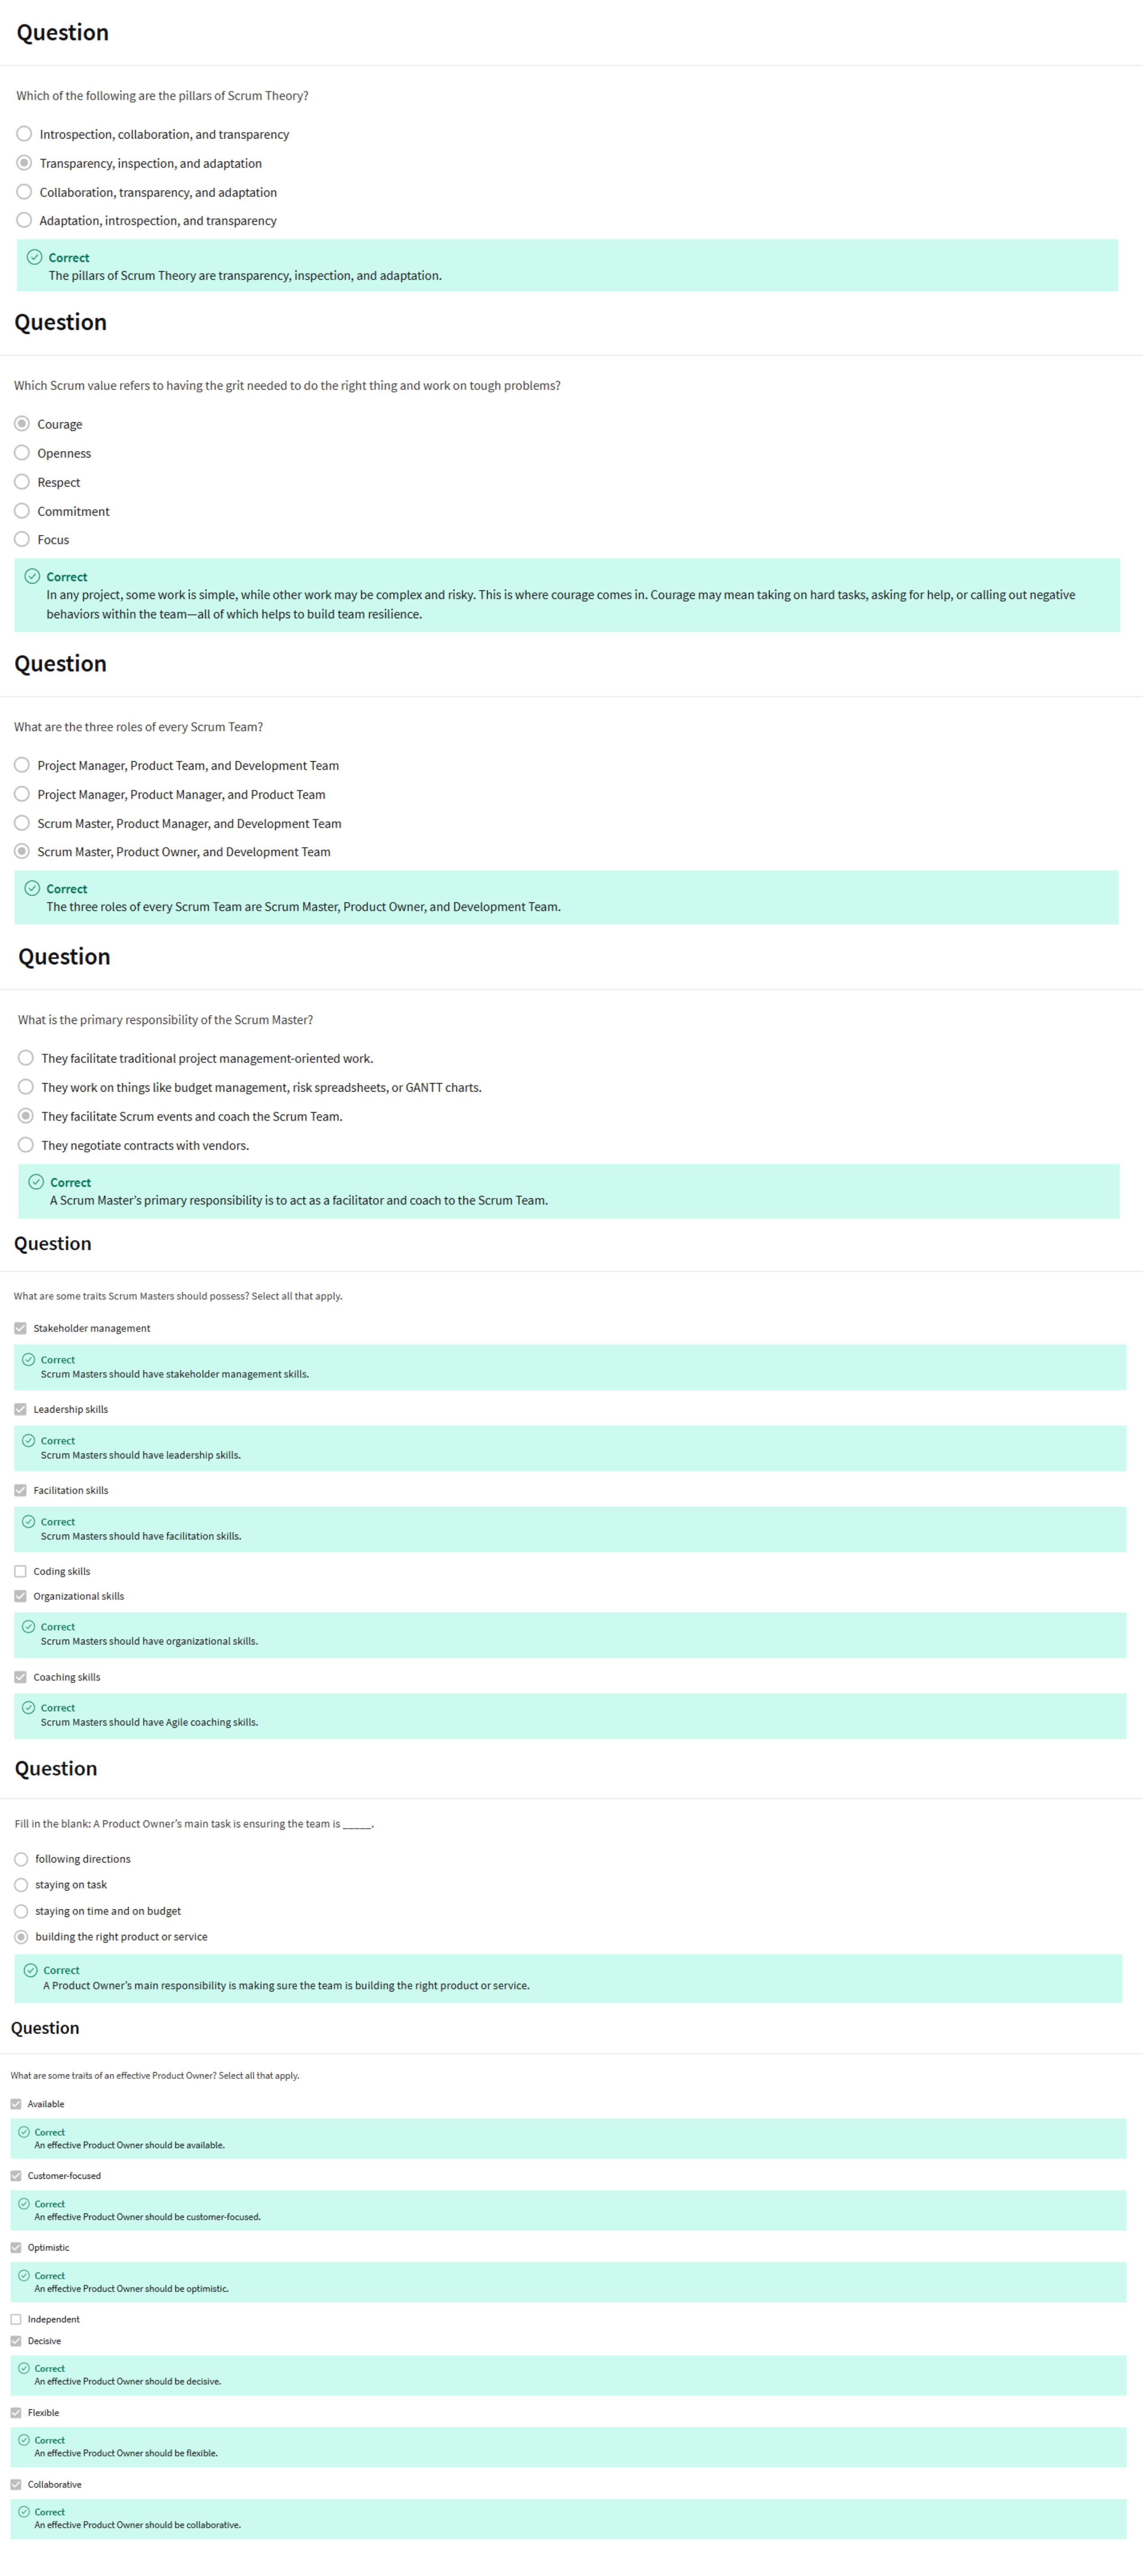 Question
Which of the following are the pillars of Scrum Theory?
Introspection, collaboration, and transparency
Transparency, inspection, and adaptation
Collaboration, transparency, and adaptation
Adaptation, introspection, and transparency
Correct
The pillars of Scrum Theory are transparency, inspection, and adaptation.
Question
Which Scrum value refers to having the grit needed to do the right thing and work on tough problems?
Courage
Openness
Respect
Commitment
Focus
Correct
In any project, some work is simple, while other work may be complex and risky. This is where courage comes in. Courage may mean taking on hard tasks, asking for help, or calling out negative
behaviors within the team—all of which helps to build team resilience.
Question
What are the three roles of every Scrum Team?
Project Manager, Product Team, and Development Team
Project Manager, Product Manager, and Product Team
Scrum Master, Product Manager, and Development Team
Scrum Master, Product Owner, and Development Team
Correct
The three roles of every Scrum Team are Scrum Master, Product Owner, and Development Team.
Question
What is the primary responsibility of the Scrum Master?
They facilitate traditional project management-oriented work.
They work on things like budget management, risk spreadsheets, or GANTT charts.
They facilitate Scrum events and coach the Scrum Team.
They negotiate contracts with vendors.
Correct
A Scrum Master's primary responsibility is to act as a facilitator and coach to the Scrum Team.
Question
What are some traits Scrum Masters should possess? Select all that apply.
Stakeholder management
Correct
Scrum Masters should have stakeholder management skills.
Leadership skills
Correct
Scrum Masters should have leadership skills.
Facilitation skills
Correct
Scrum Masters should have facilitation skills.
Coding skills
Organizational skills
Correct
Scrum Masters should have organizational skills.
Coaching skills
Correct
Scrum Masters should have Agile coaching skills.
Question
Fill in the blank: A Product Owner's main task is ensuring the team is _____.
following directions
staying on task
staying on time and on budget
building the right product or service
Correct
A Product Owner's main responsibility is making sure the team is building the right product or service.
Question
What are some traits of an effective Product Owner? Select all that apply.
Available
Correct
An effective Product Owner should be available.
Customer-focused
Correct
An effective Product Owner should be customer-focused.
Optimistic
Correct
An effective Product Owner should be optimistic.
Independent
Decisive
Correct
An effective Product Owner should be decisive.
Flexible
Correct
An effective Product Owner should be flexible.
Collaborative
Correct
An effective Product Owner should be collaborative.